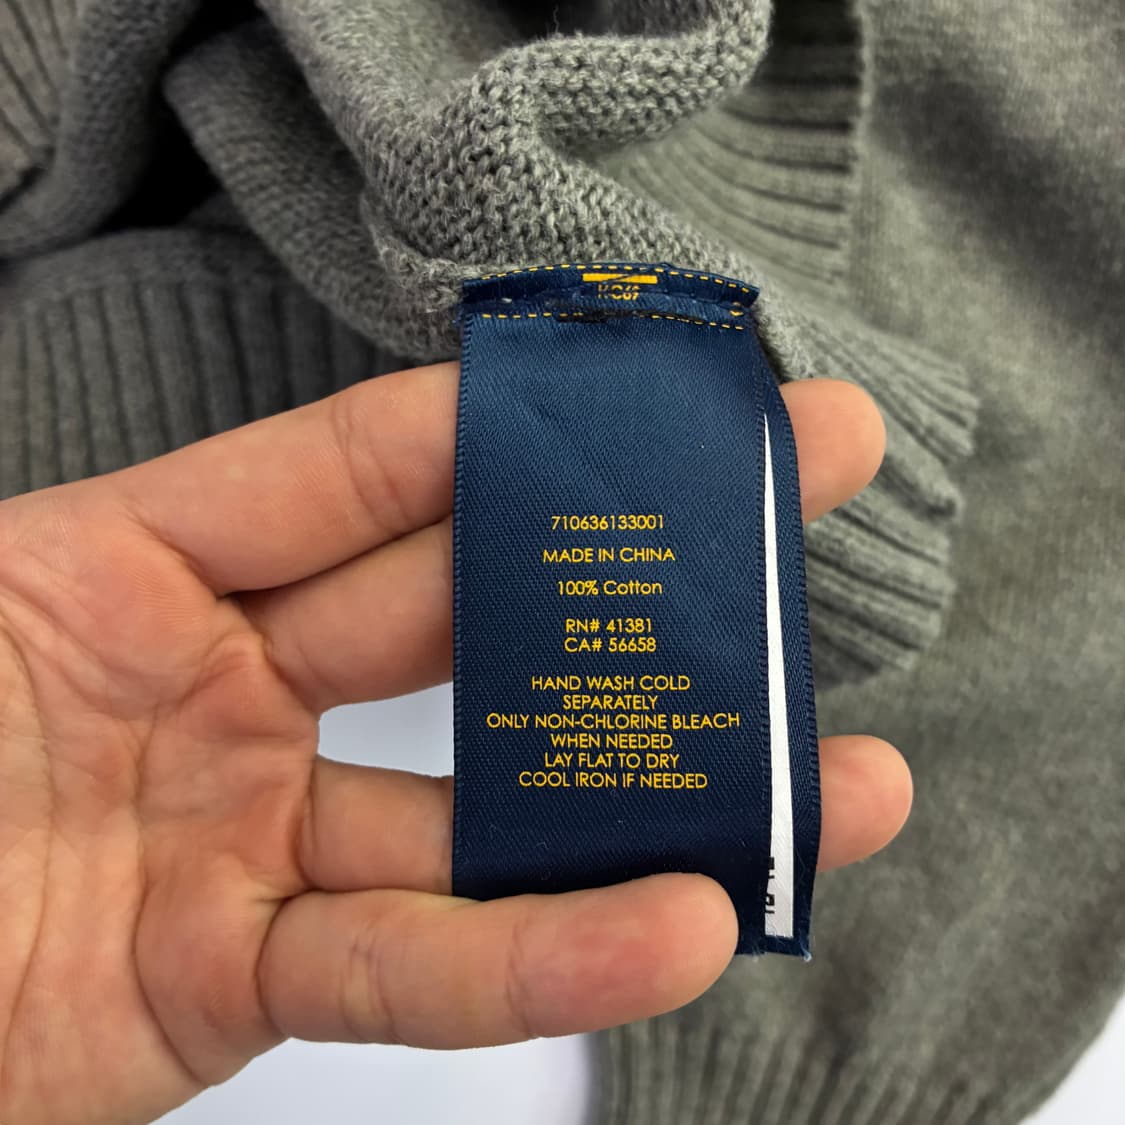 710636133001
MADE IN CHINA
100% Cotton
RN# 41381
CA# 56658
HAND WASH COLD
SEPARATELY
ONLY NON-CHLORINE BLEACH
WHEN NEEDED
LAY FLAT TO DRY
COOL IRON IF NEEDED